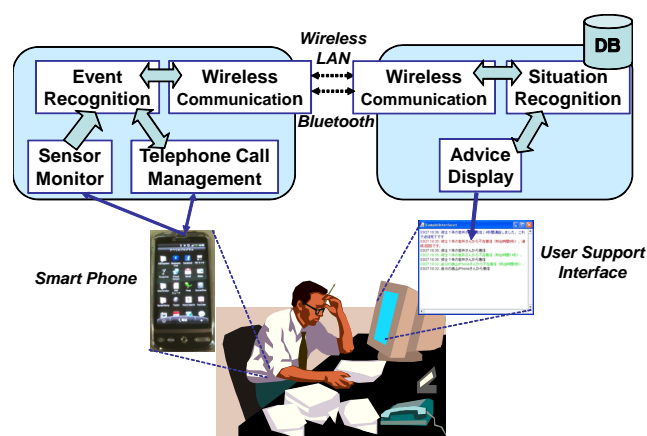 Wireless
LAN
DB
Event
Recognition
Wireless
Communication
Wireless
Communication
Situation
Recognition
Bluetooth
Sensor
Monitor
Telephone Call
Management
Advice
Display
Smart Phone
User Support
Interface